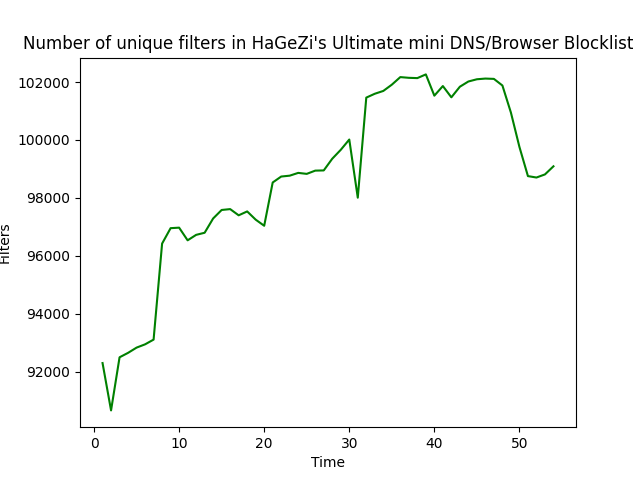 Number of unique filters in HaGeZi's Ultimate mini DNS/Browser Blocklist
102000
100000
98000
96000
94000
92000
Filters
0 10 20 30 40 50
Time